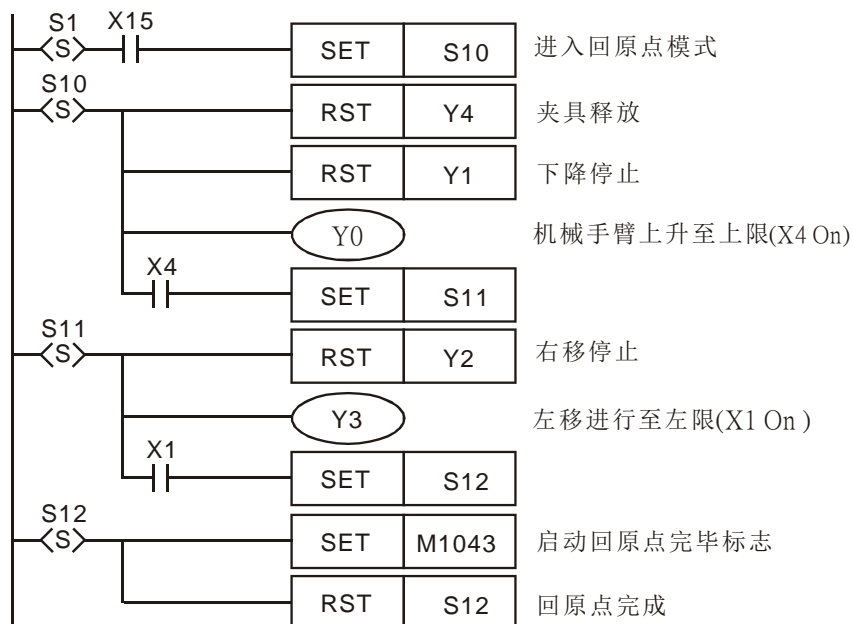 S1 X15
S SET S10 进入回原点模式
S10
S RST Y4 夹具释放
RST Y1 下降停止
Y0 机械手臂上升至上限(X4 On)
X4
SET S11
S11
S RST Y2 右移停止
Y3 左移进行至左限(X1 On )
X1
SET S12
S12
S SET M1043 启动回原点完毕标志
RST S12 回原点完成